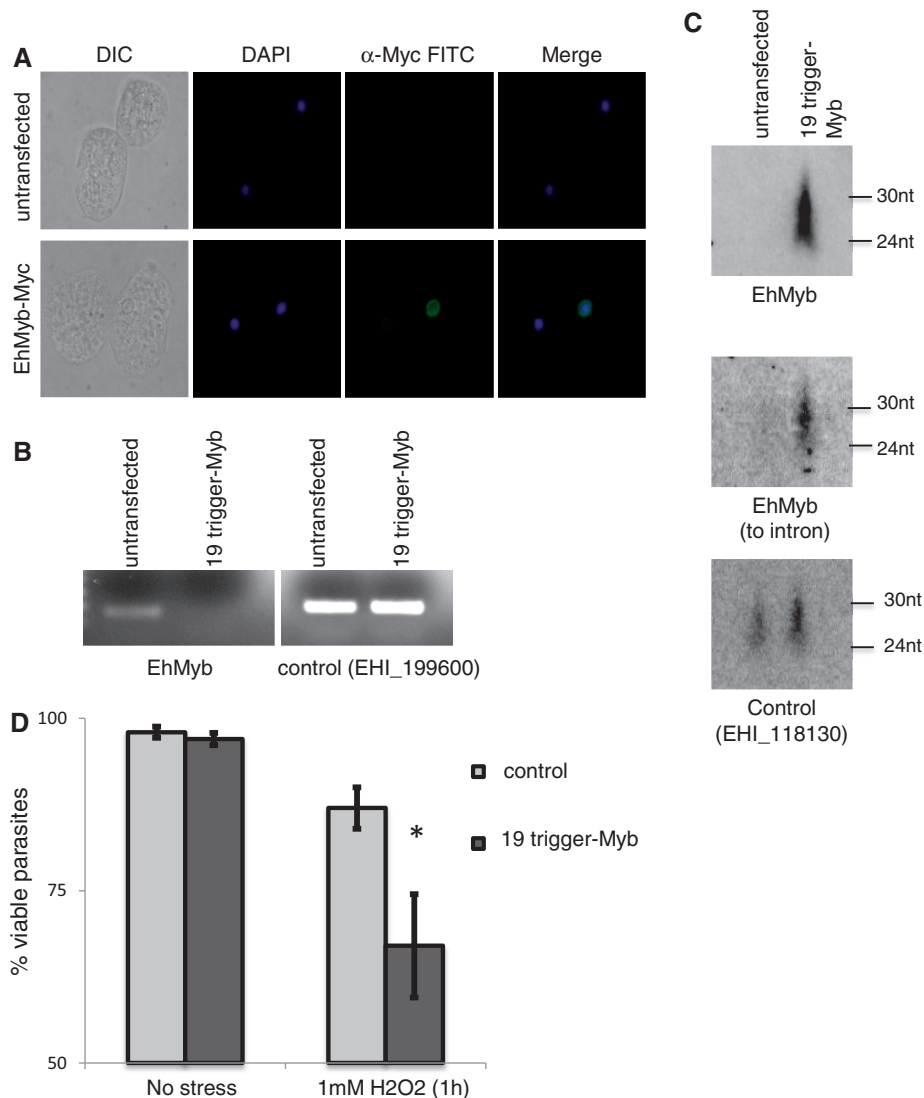 A
DIC
DAPI
α-Myc FITC
Merge
untransfected
EhMyb-Myc
B
untransfected
19 trigger-Myb
untransfected
19 trigger-Myb
EhMyb
control (EHI_199600)
C
untransfected
19 trigger-
Myb
30nt
24nt
EhMyb
30nt
24nt
EhMyb
(to intron)
30nt
24nt
Control
(EHI_118130)
D
% viable parasites
100
75
50
*
control
19 trigger-Myb
No stress
1mM H2O2 (1h)